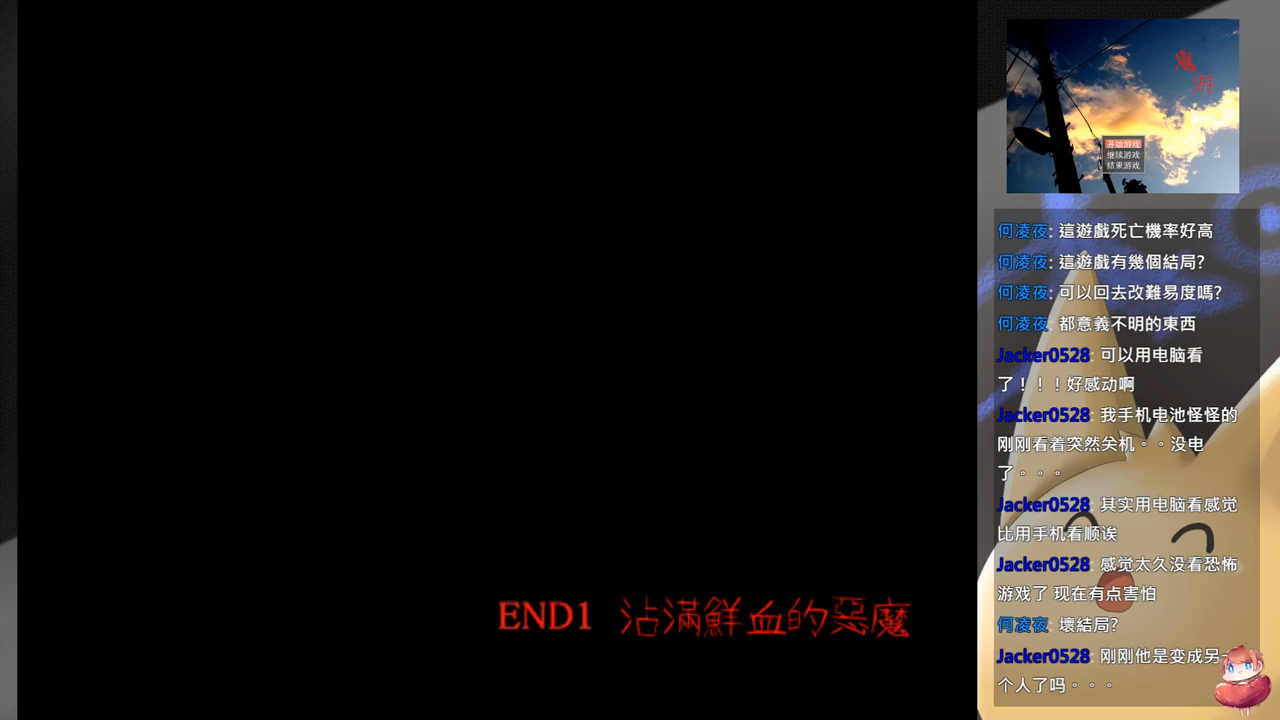 END1 沾滿鮮血的惡魔
鬼
游
开始游戏
继续游戏
结束游戏
何凌夜: 這遊戲死亡機率好高
何凌夜: 這遊戲有幾個結局?
何凌夜: 可以回去改難易度嗎?
何凌夜: 都意義不明的東西
Jacker0528: 可以用电脑看
了！！！好感动啊
Jacker0528: 我手机电池怪怪的
刚刚看着突然关机。。没电
了。。。
Jacker0528: 其实用电脑看感觉
比用手机看顺诶
Jacker0528: 感觉太久没看恐怖
游戏了 现在有点害怕
何凌夜: 壞結局?
Jacker0528: 刚刚他是变成另一
个人了吗。。。